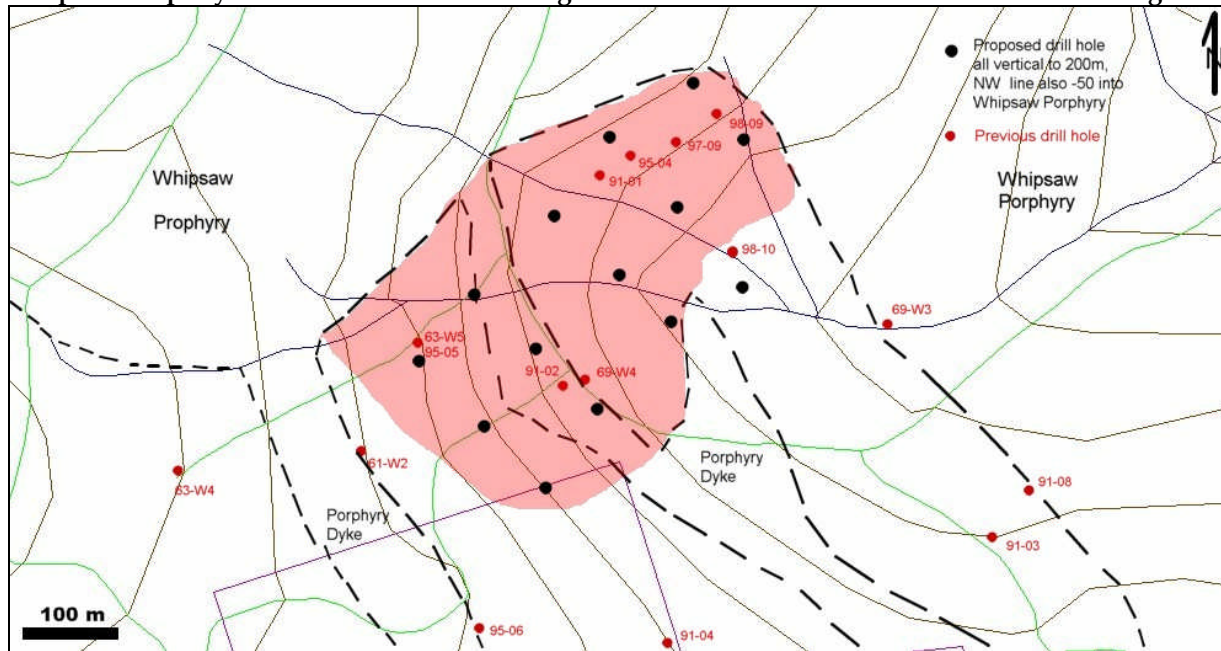 N
Proposed drill hole
all vertical to 200m,
NW line also -50 into
Whipsaw Porphyry
Previous drill hole
98-09
97-09
95-04
91-01
Whipsaw
Prophyry
Whipsaw
Porphyry
98-10
69-W3
63-W5
95-05
91-02
69-W4
61-W2
63-W4
Porphyry
Dyke
Porphyry
Dyke
91-08
91-03
100 m
95-06
91-04